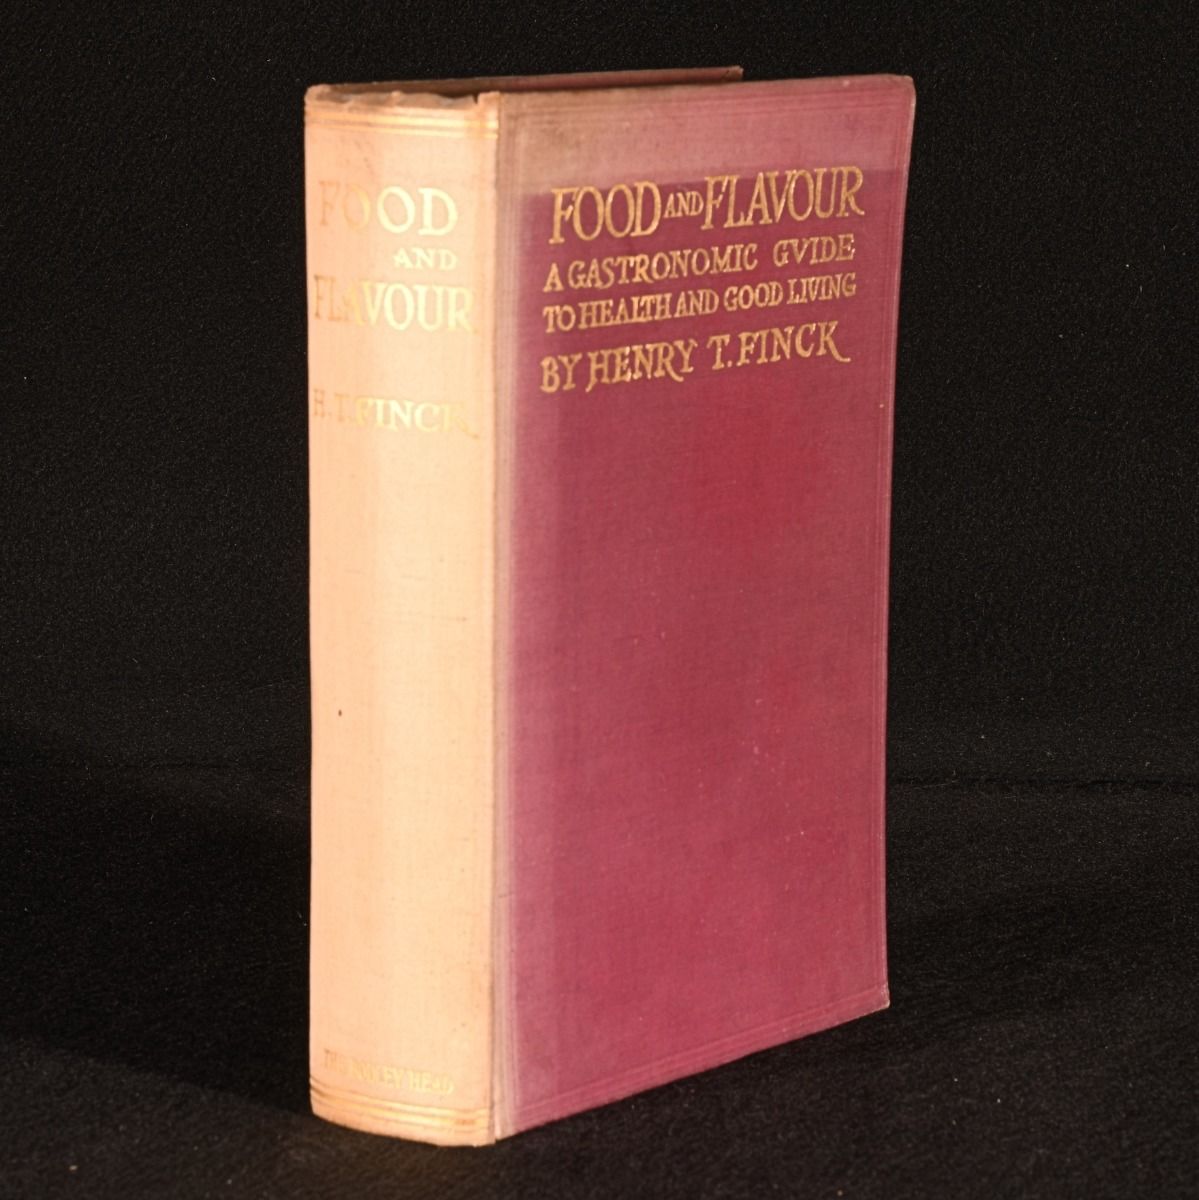 FOOD
AND
FLAVOUR
H.T. FINCK
THE BODLEY HEAD
FOOD AND FLAVOUR
A GASTRONOMIC GVIDE
TO HEALTH AND GOOD LIVING
BY HENRY T. FINCK